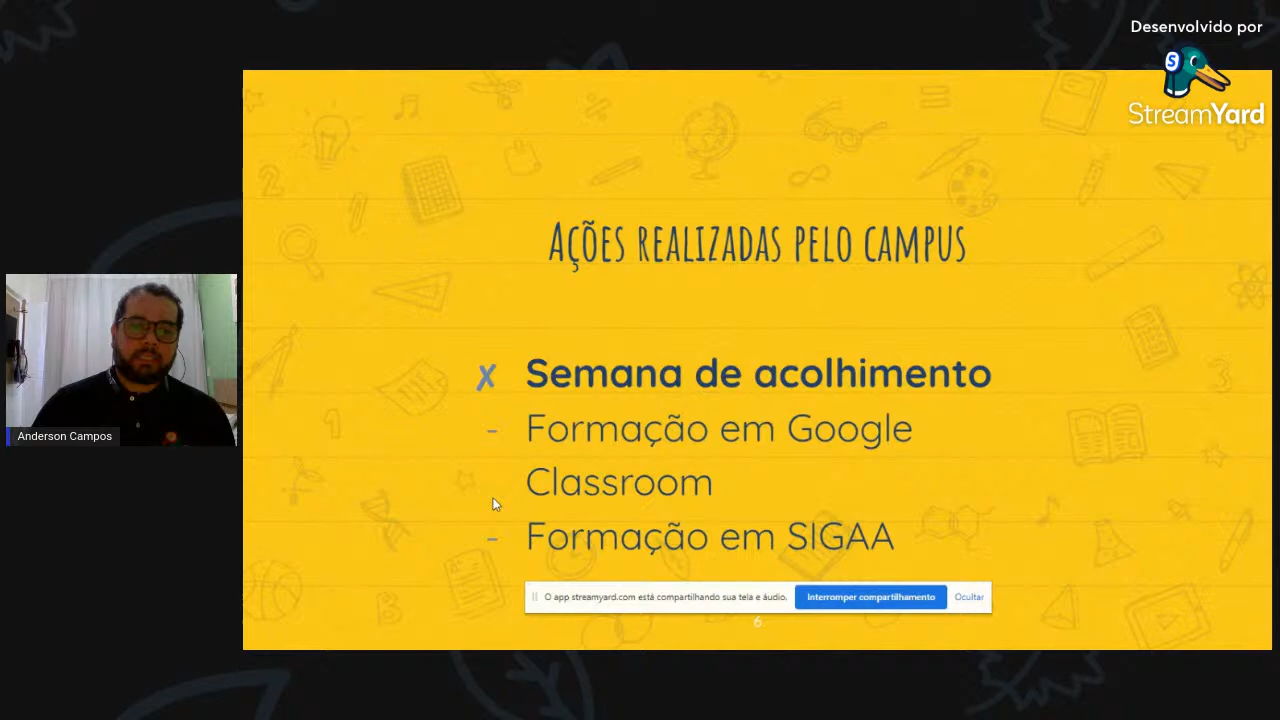 Desenvolvido por
StreamYard
AÇÕES REALIZADAS PELO CAMPUS
x Semana de acolhimento
- Formação em Google
Classroom
- Formação em SIGAA
Anderson Campos
O app streamyard.com está compartilhando sua tela e áudio. Interromper compartilhamento Ocultar
6